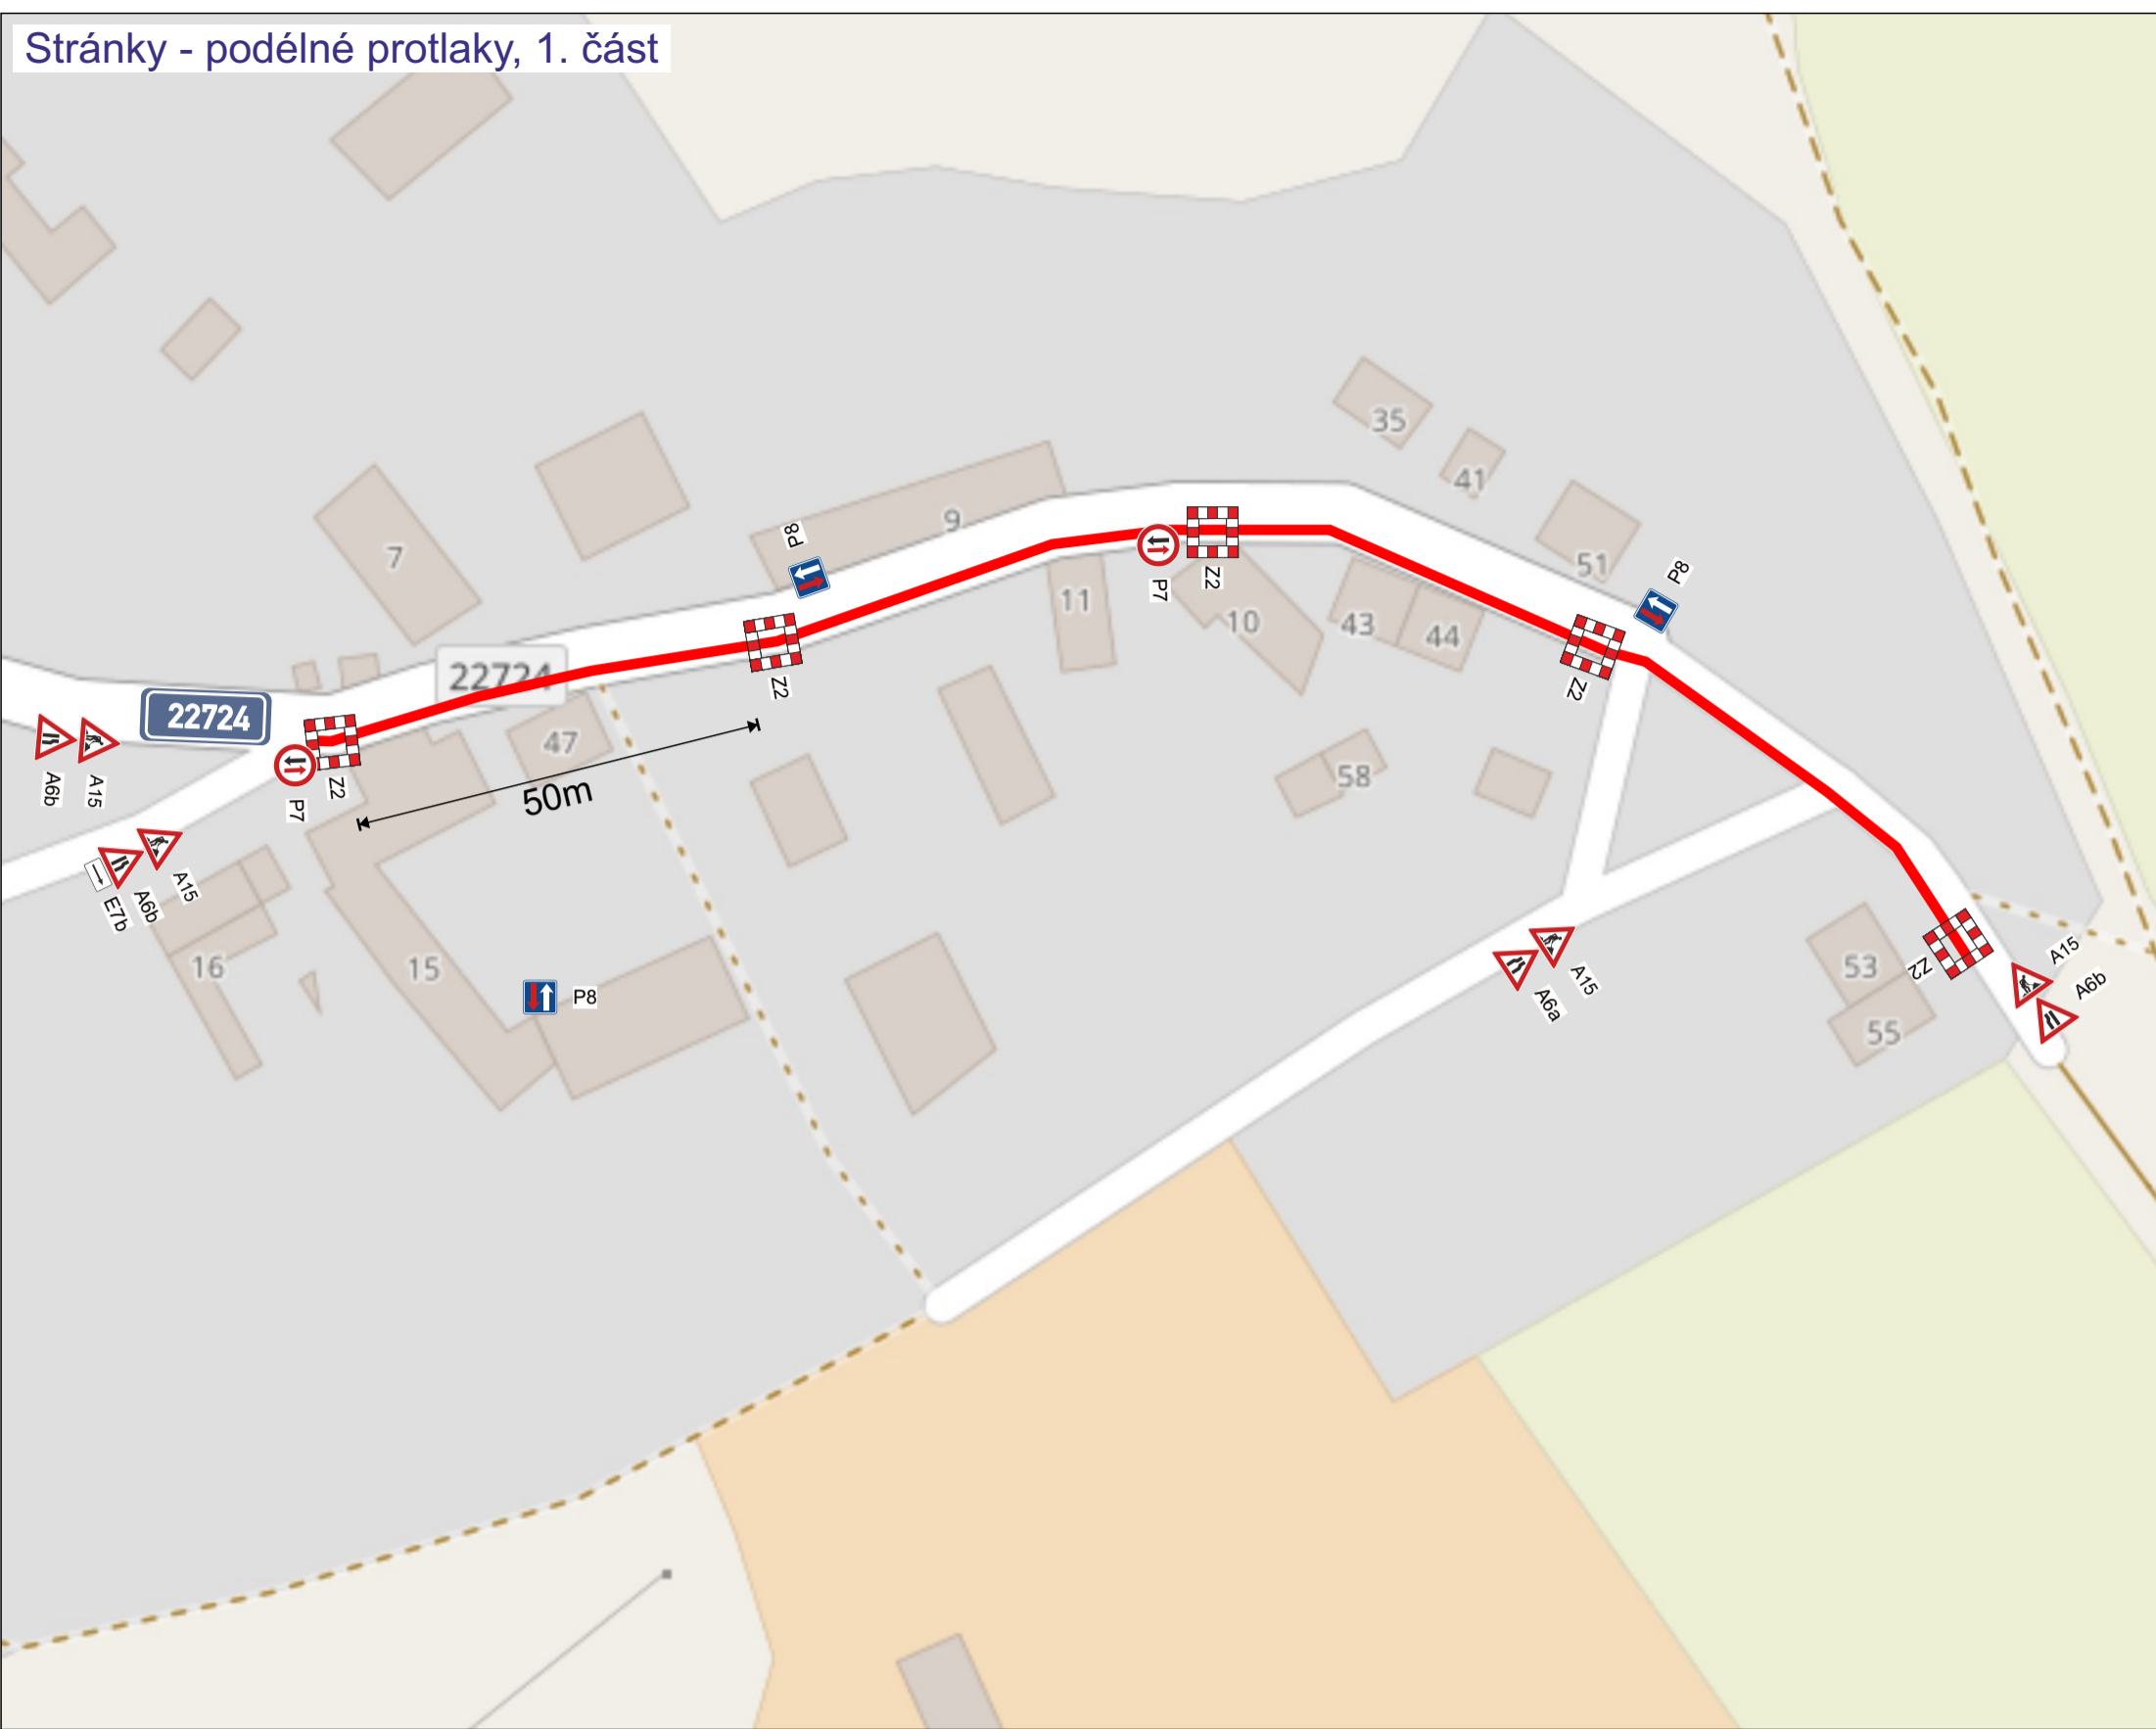 Stránky - podélné protlaky, 1. část
35
41
9
P8
7
51
P8
P7
Z2
11
10
43
44
22724
Z2
Z2
22724
47
A6b
A15
P7
Z2
50m
58
A15
A6b
E7b
16
15
P8
A15
A6a
53
Z2
A15
A6b
55